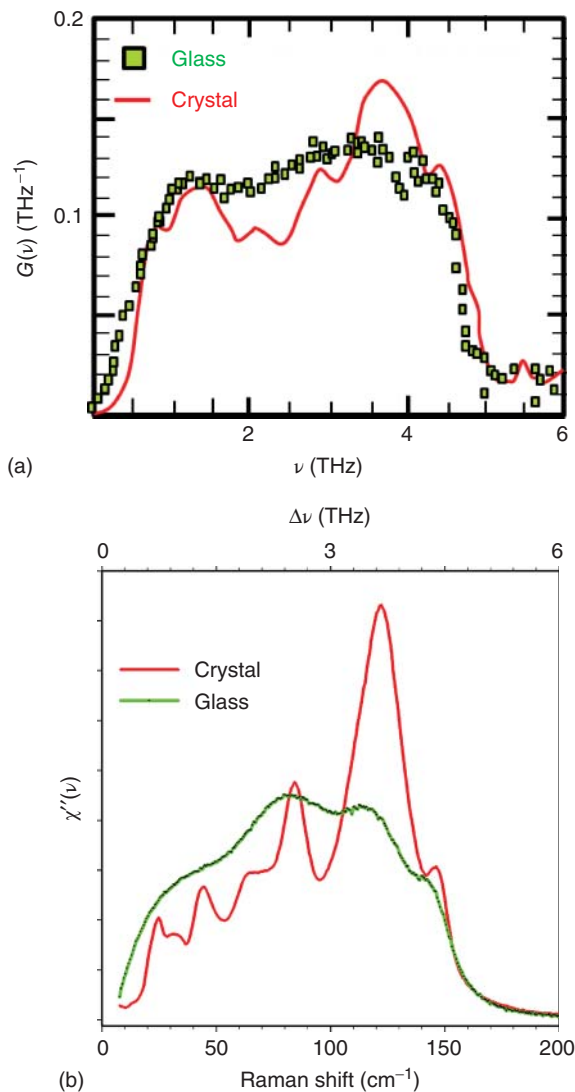 0.2
Glass
Crystal
0.1
G(ν) (THz⁻¹)
2
4
6
(a)
ν (THz)
Δν (THz)
0
3
6
Crystal
Glass
χ′′(ν)
0
50
100
150
200
(b)
Raman shift (cm⁻¹)